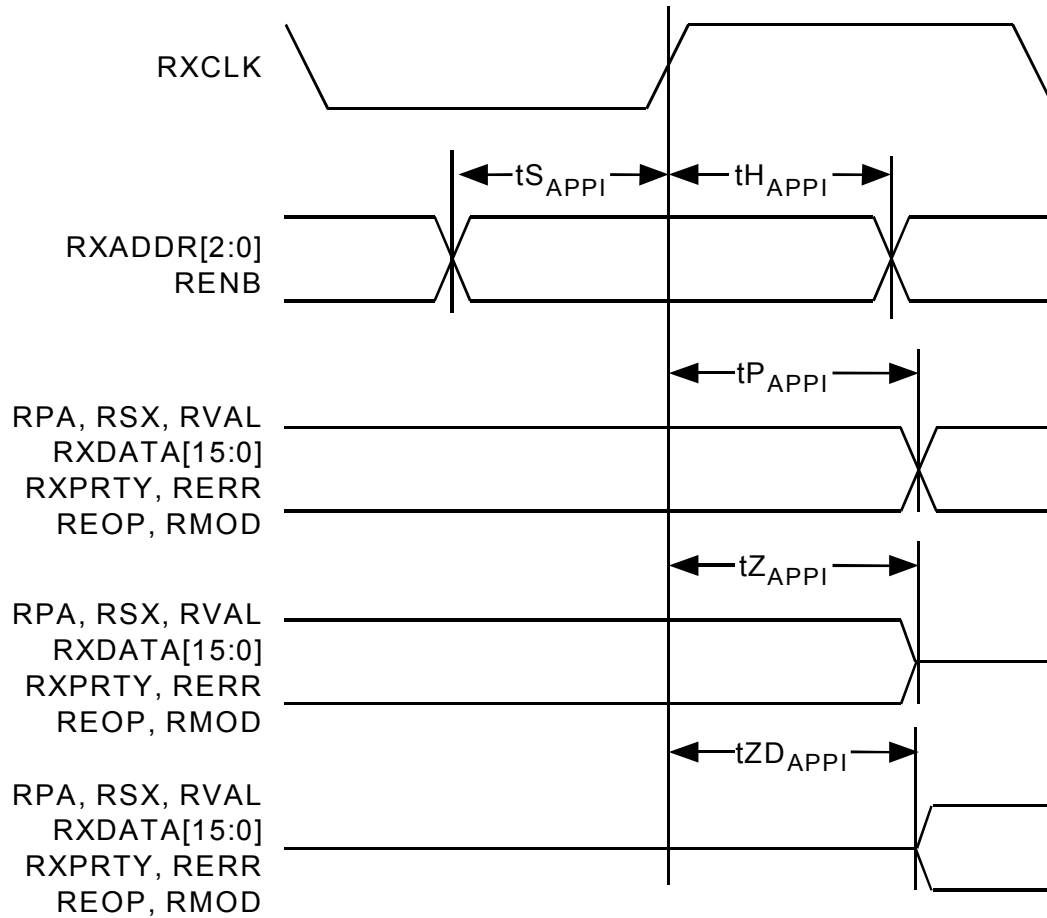 RXCLK
tSAPPI
tHAPPI
RXADDR[2:0]
RENB
tPAPPI
RPA, RSX, RVAL
RXDATA[15:0]
RXPRTY, RERR
REOP, RMOD
tZAPPI
RPA, RSX, RVAL
RXDATA[15:0]
RXPRTY, RERR
REOP, RMOD
tZDAPPI
RPA, RSX, RVAL
RXDATA[15:0]
RXPRTY, RERR
REOP, RMOD